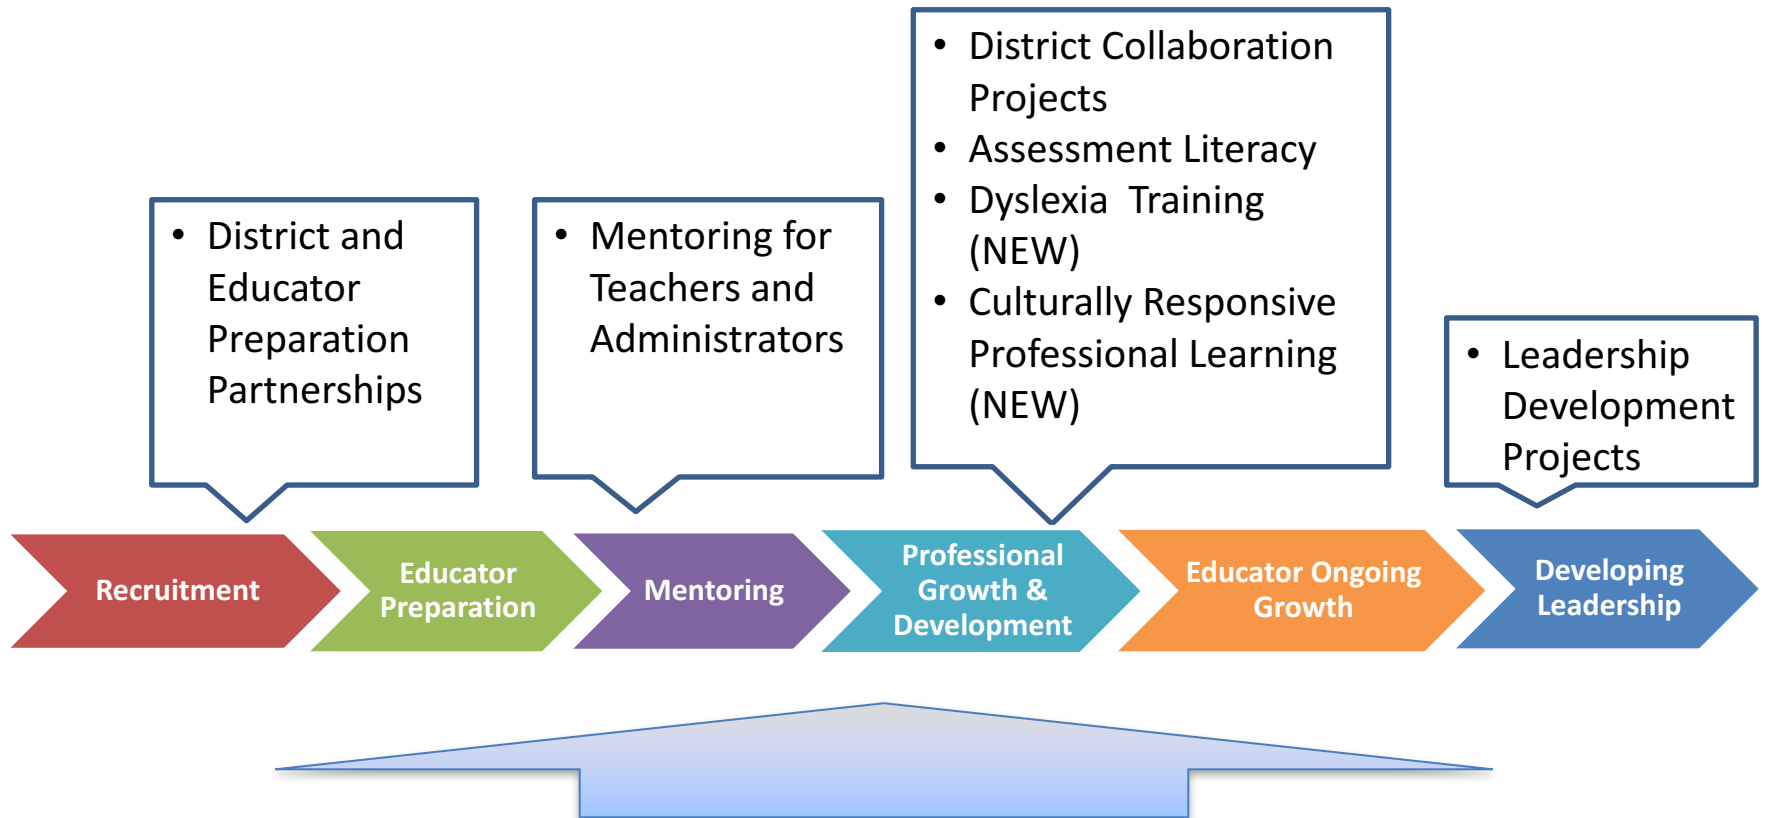 • District and
Educator
Preparation
Partnerships
• Mentoring for
Teachers and
Administrators
• District Collaboration
Projects
• Assessment Literacy
• Dyslexia  Training
(NEW)
• Culturally Responsive
Professional Learning
(NEW)
• Leadership
Development
Projects
Recruitment
Educator
Preparation
Mentoring
Professional
Growth &
Development
Educator Ongoing
Growth
Developing
Leadership